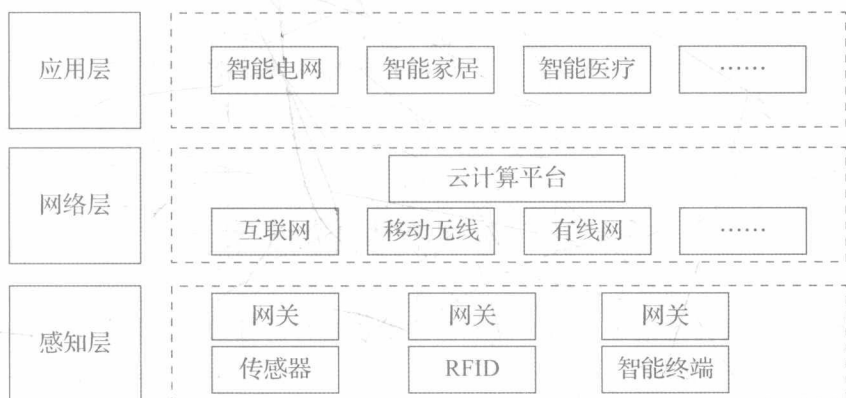 应用层
智能电网 智能家居 智能医疗 ……
网络层
云计算平台
互联网 移动无线 有线网 ……
感知层
网关 网关 网关
传感器 RFID 智能终端